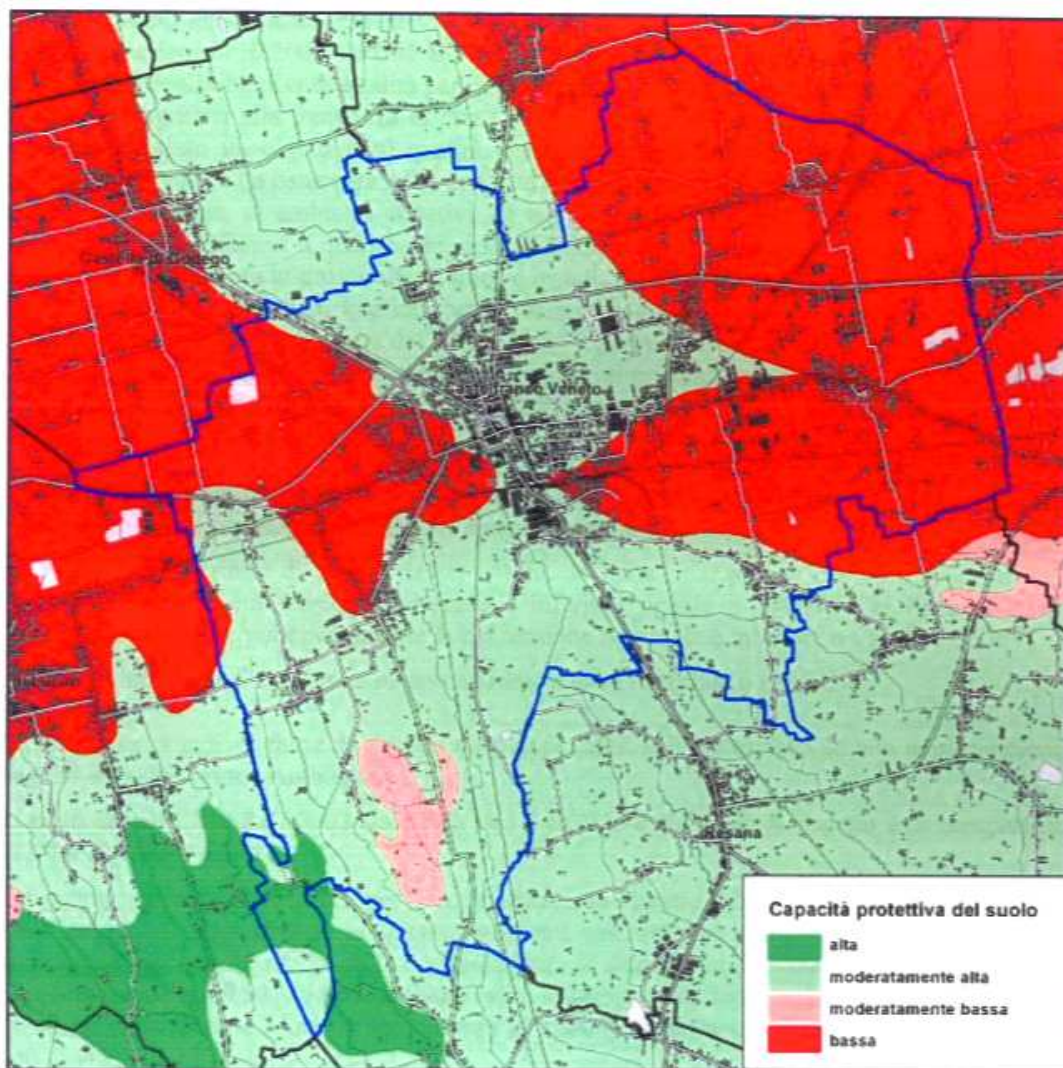 Castelfranco Veneto
Resana
Capacità protettiva del suolo
alta
moderatamente alta
moderatamente bassa
bassa